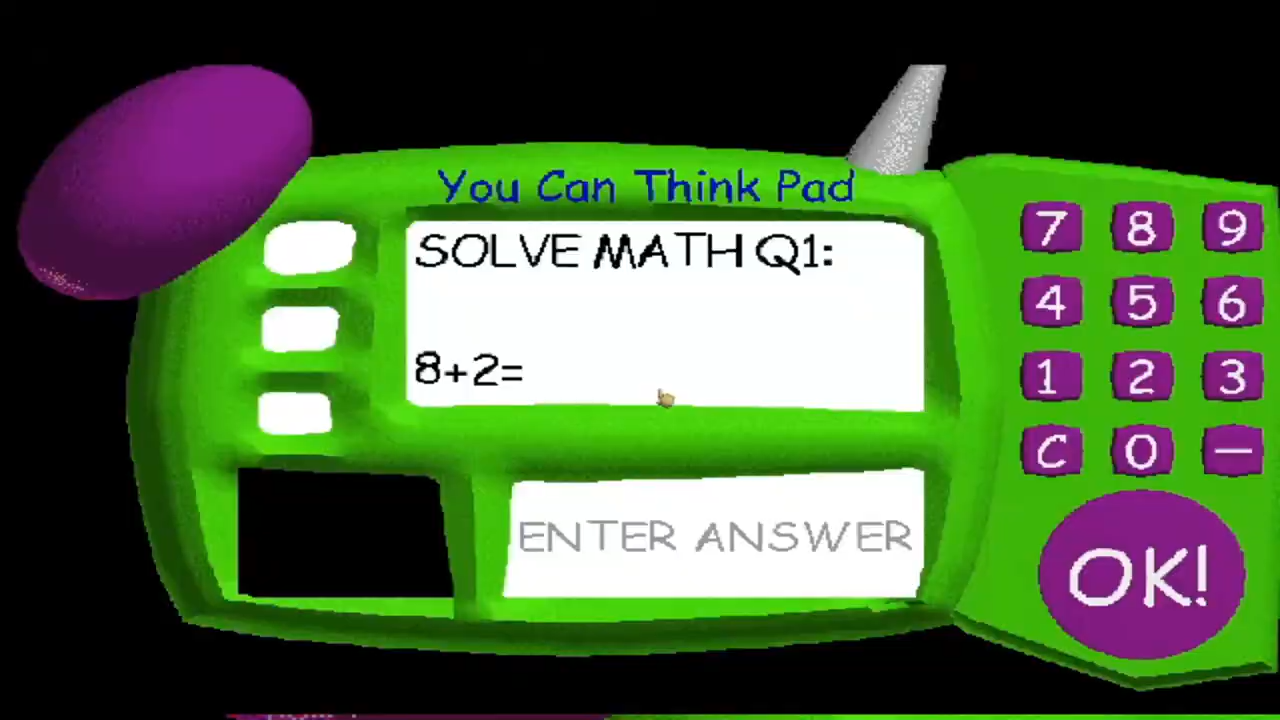 You Can Think Pad
SOLVE MATH Q1:
8+2=
ENTER ANSWER
7 8 9
4 5 6
1 2 3
C 0 −
OK!